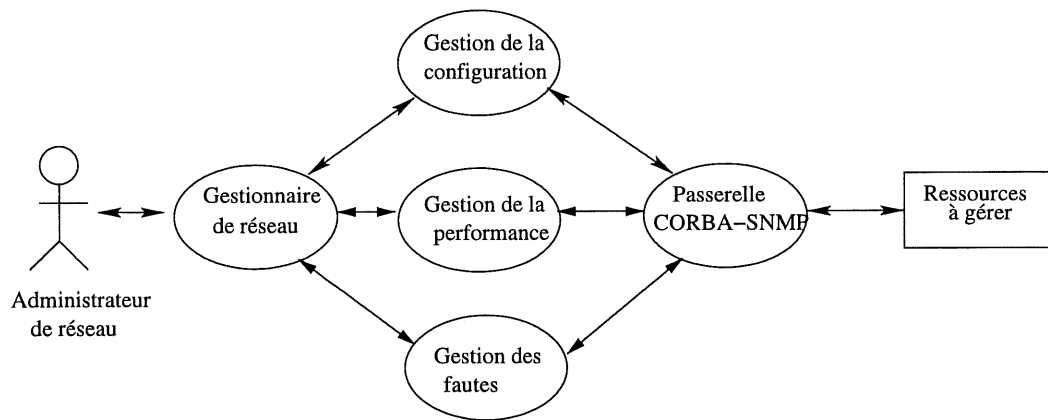 Gestion de la
configuration
Gestionnaire
de réseau
Gestion de la
performance
Passerelle
CORBA-SNMP
Ressources
à gérer
Administrateur
de réseau
Gestion des
fautes